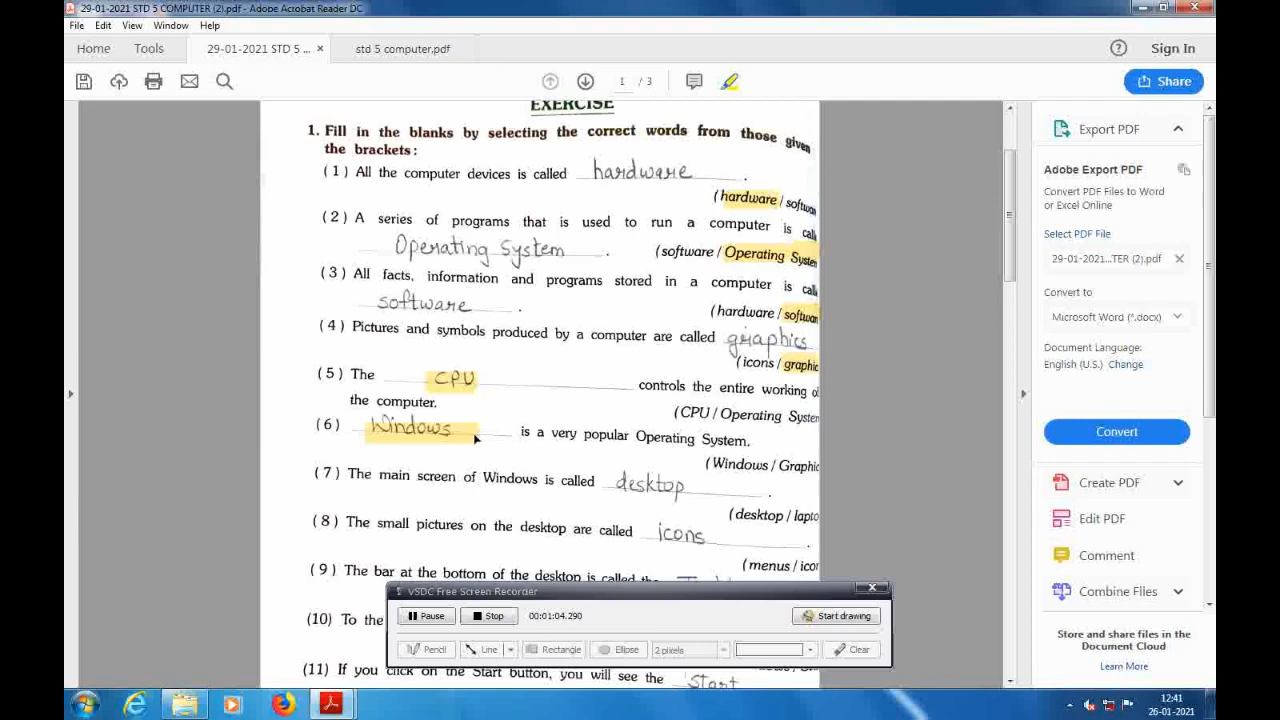 29-01-2021 STD 5 COMPUTER (2).pdf - Adobe Acrobat Reader DC
File Edit View Window Help
Home Tools 29-01-2021 STD 5 ... × std 5 computer.pdf Sign In
1 / 3 Share
EXERCISE
1. Fill in the blanks by selecting the correct words from those given
the brackets :
(1) All the computer devices is called hardware .
(hardware / softwar
(2) A series of programs that is used to run a computer is call
Operating System . (software / Operating System
(3) All facts, information and programs stored in a computer is call
software .
(hardware / softwar
(4) Pictures and symbols produced by a computer are called graphics
(icons / graphic
(5) The CPU controls the entire working o
the computer. (CPU / Operating System
(6) Windows is a very popular Operating System.
(Windows / Graphic
(7) The main screen of Windows is called desktop .
(desktop / lapto
(8) The small pictures on the desktop are called icons .
(menus / icon
(9) The bar at the bottom of the desktop is called the
(10) To the
(11) If you click on the Start button, you will see the start
Export PDF
Adobe Export PDF
Convert PDF Files to Word
or Excel Online
Select PDF File
29-01-2021...TER (2).pdf ×
Convert to
Microsoft Word (*.docx)
Document Language:
English (U.S.) Change
Convert
Create PDF
Edit PDF
Comment
Combine Files
Store and share files in the
Document Cloud
Learn More
VSDC Free Screen Recorder
Pause Stop 00:01:04.290 Start drawing
Pencil Line Rectangle Ellipse 2 pixels Clear
12:41
26-01-2021